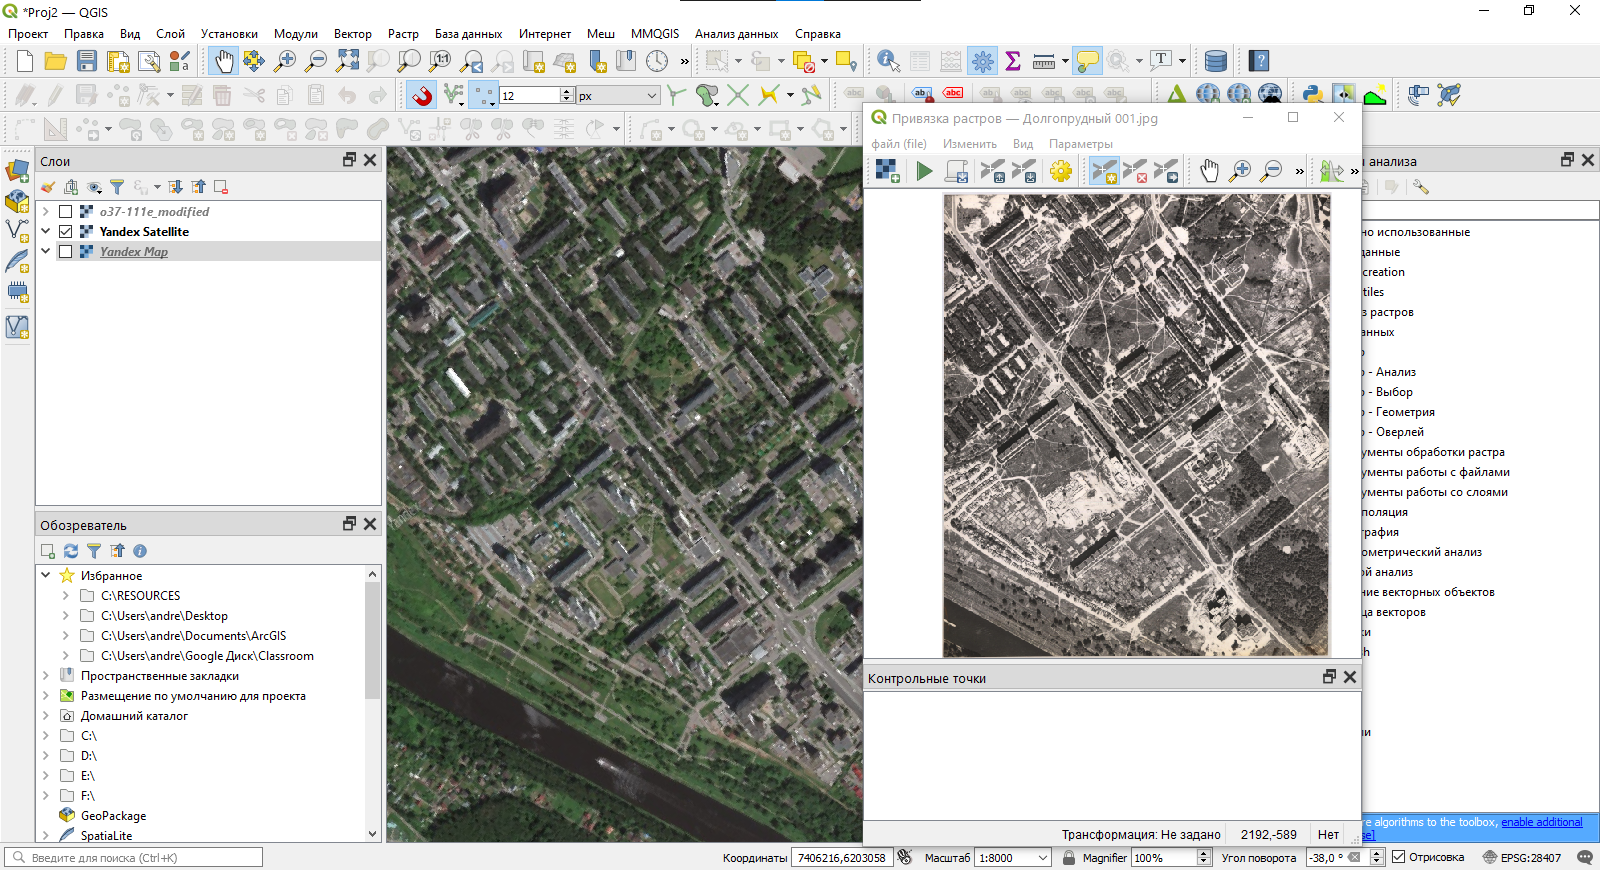 *Proj2 — QGIS
Проект Правка Вид Слой Установки Модули Вектор Растр База данных Интернет Меш MMQGIS Анализ данных Справка
12 px
Привязка растров — Долгопрудный 001.jpg
файл (file) Изменить Вид Параметры
Слои
o37-111e_modified
Yandex Satellite
Yandex Map
Обозреватель
Избранное
C:\RESOURCES
C:\Users\andre\Desktop
C:\Users\andre\Documents\ArcGIS
C:\Users\andre\Google Диск\Classroom
Пространственные закладки
Размещение по умолчанию для проекта
Домашний каталог
C:\
D:\
E:\
F:\
GeoPackage
SpatiaLite
Контрольные точки
Трансформация: Не задано 2192,-589 Нет
анализа
но использованные
данные
creation
tiles
з растров
анных
- Анализ
- Выбор
- Геометрия
- Оверлей
ументы обработки растра
ументы работы с файлами
ументы работы со слоями
поляция
графия
ометрический анализ
ой анализ
ние векторных объектов
ца векторов
ки
sh
и
re algorithms to the toolbox, enable additional
se]
Введите для поиска (Ctrl+K)
Координаты 7406216,6203058 Масштаб 1:8000 Magnifier 100% Угол поворота -38,0 ° Отрисовка EPSG:28407